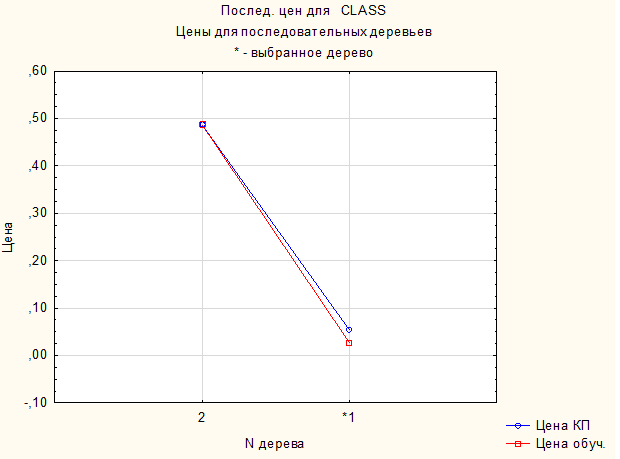 Послед. цен для CLASS
Цены для последовательных деревьев
* - выбранное дерево
,60
,50
,40
,30
,20
,10
,00
-,10
Цена
2
*1
N дерева
Цена КП
Цена обуч.